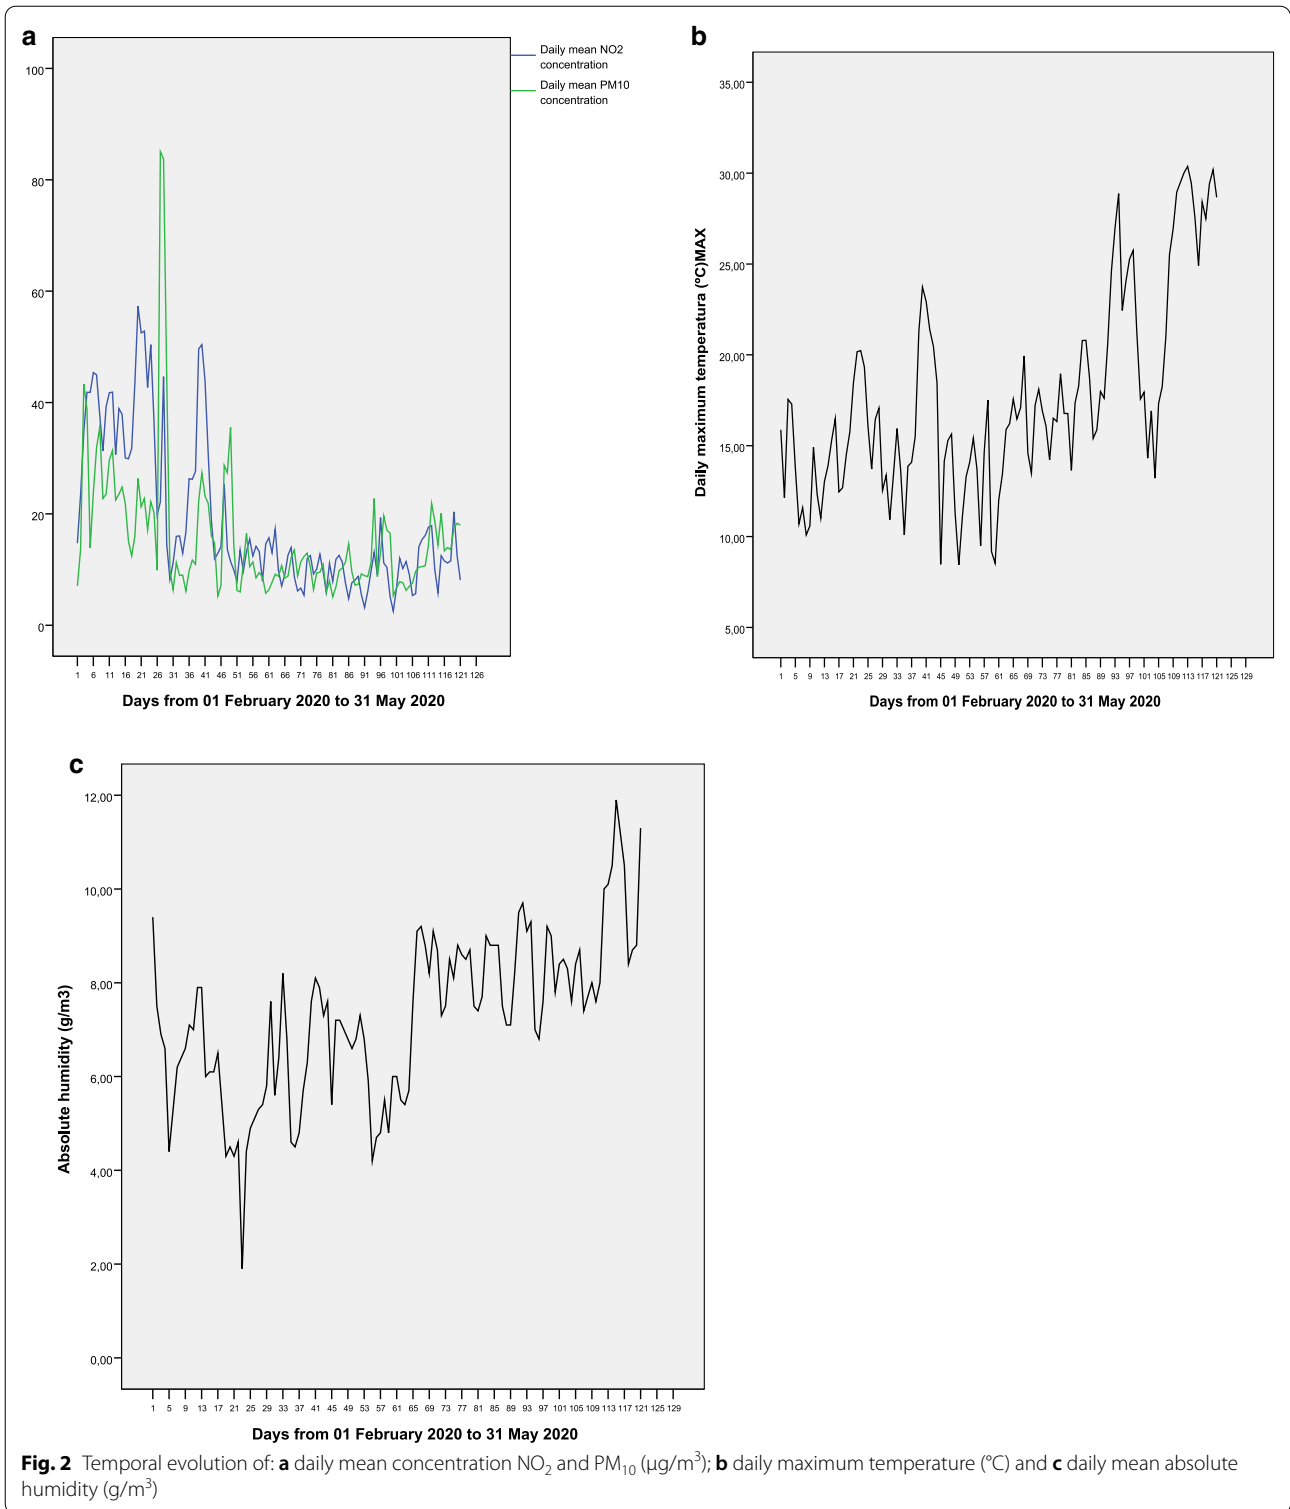 a
Daily mean NO2
concentration
Daily mean PM10
concentration
100
80
60
40
20
0
1 6 11 16 21 26 31 36 41 46 51 56 61 66 71 76 81 86 91 96 101 106 111 116 121 126
Days from 01 February 2020 to 31 May 2020
b
Daily maximum temperatura (ºC)MAX
35,00
30,00
25,00
20,00
15,00
10,00
5,00
1 5 9 13 17 21 25 29 33 37 41 45 49 53 57 61 65 69 73 77 81 85 89 93 97 101 105 109 113 117 121 125 129
Days from 01 February 2020 to 31 May 2020
c
Absolute humidity (g/m3)
12,00
10,00
8,00
6,00
4,00
2,00
0,00
1 5 9 13 17 21 25 29 33 37 41 45 49 53 57 61 65 69 73 77 81 85 89 93 97 101 105 109 113 117 121 125 129
Days from 01 February 2020 to 31 May 2020
Fig. 2 Temporal evolution of: a daily mean concentration NO₂ and PM₁₀ (µg/m³); b daily maximum temperature (°C) and c daily mean absolute
humidity (g/m³)